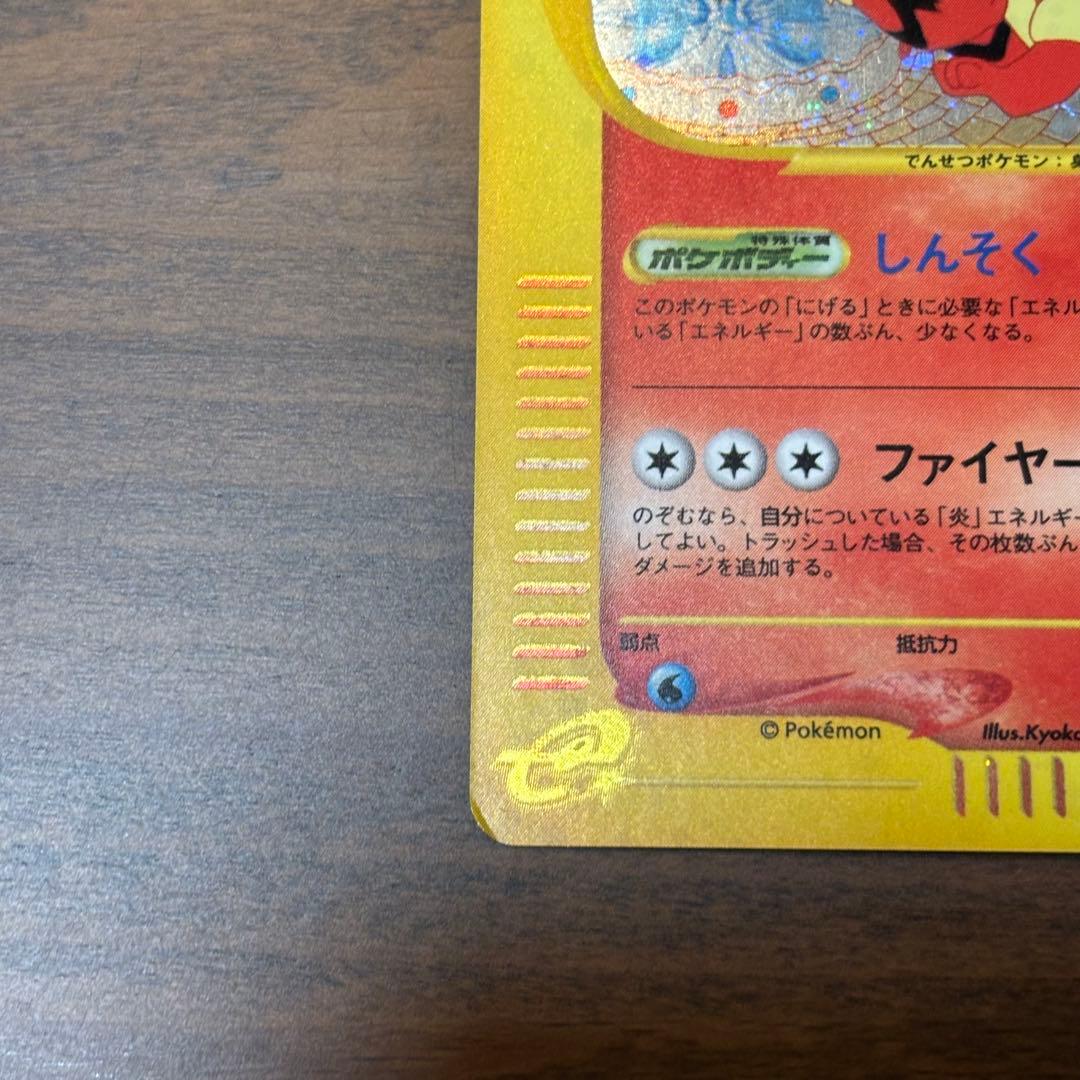 でんせつポケモン：
特殊体質
ポケボディー
しんそく
このポケモンの「にげる」ときに必要な「エネル
いる「エネルギー」の数ぶん、少なくなる。
ファイヤー
のぞむなら、自分についている「炎」エネルギー
してよい。トラッシュした場合、その枚数ぶん
ダメージを追加する。
弱点
抵抗力
© Pokémon
Illus.Kyoko
e